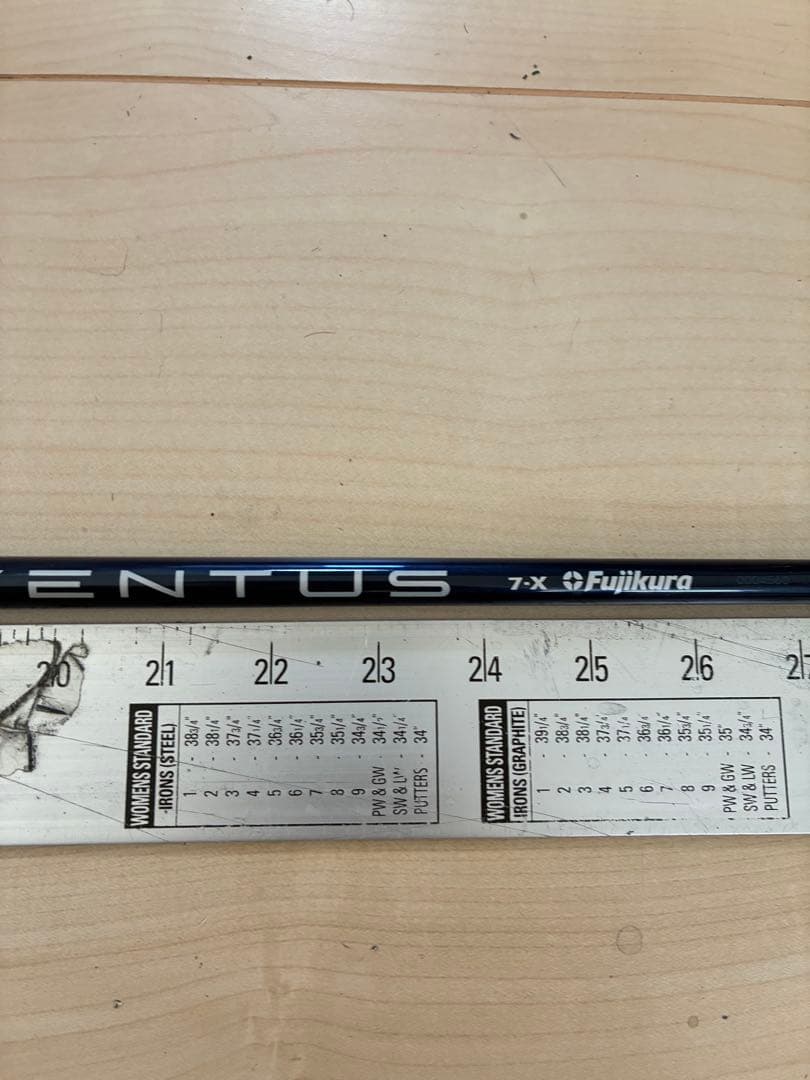 VENTUS 7-X Fujikura
20 21 22 23 24 25 26 27
WOMENS STANDARD
IRONS (STEEL)
1 - 38 3/4"
2 - 38 1/4"
3 - 37 3/4"
4 - 37 1/4"
5 - 36 3/4"
6 - 36 1/4"
7 - 35 3/4"
8 - 35 1/4"
9 - 34 3/4"
PW & GW - 34 1/2"
SW & LW - 34 1/4"
PUTTERS - 34"
WOMENS STANDARD
IRONS (GRAPHITE)
1 - 39 1/4"
2 - 38 3/4"
3 - 38 1/4"
4 - 37 3/4"
5 - 37 1/4"
6 - 36 3/4"
7 - 36 1/4"
8 - 35 3/4"
9 - 35 1/4"
PW & GW - 35"
SW & LW - 34 3/4"
PUTTERS - 34"